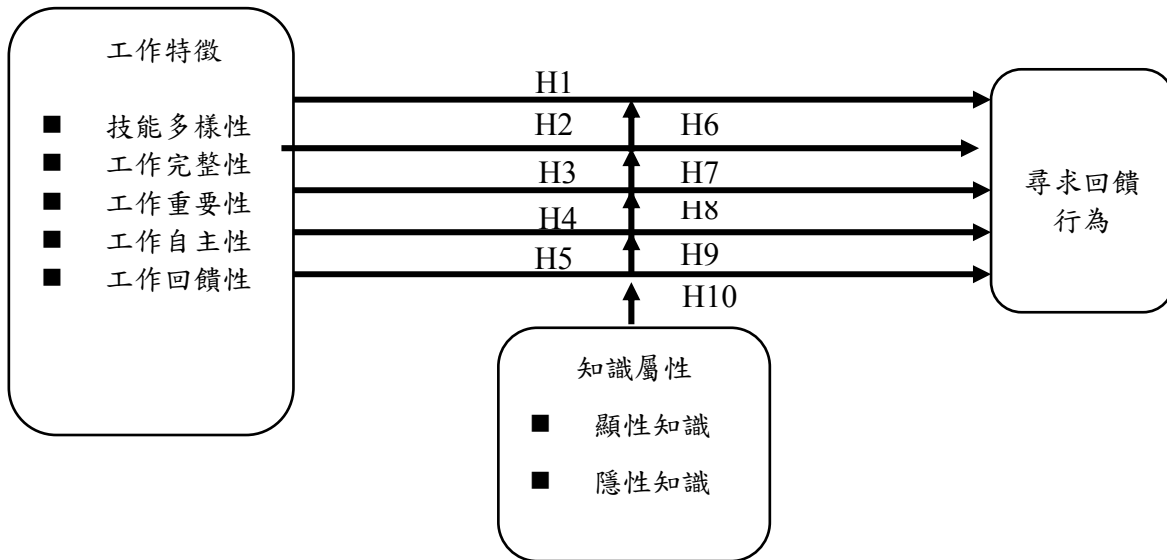 工作特徵
■ 技能多樣性
■ 工作完整性
■ 工作重要性
■ 工作自主性
■ 工作回饋性
H1
H2 H6
H3 H7
H4 H8
H5 H9
H10
尋求回饋
行為
知識屬性
■ 顯性知識
■ 隱性知識